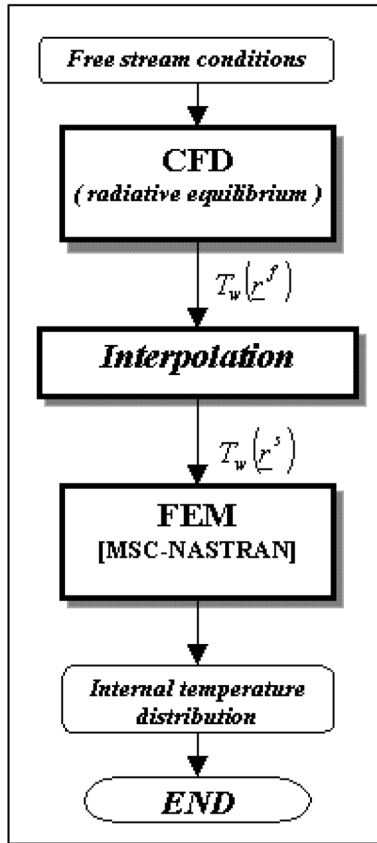 Free stream conditions
CFD
( radiative equilibrium )
T_w(r^f)
Interpolation
T_w(r^s)
FEM
[MSC-NASTRAN]
Internal temperature
distribution
END